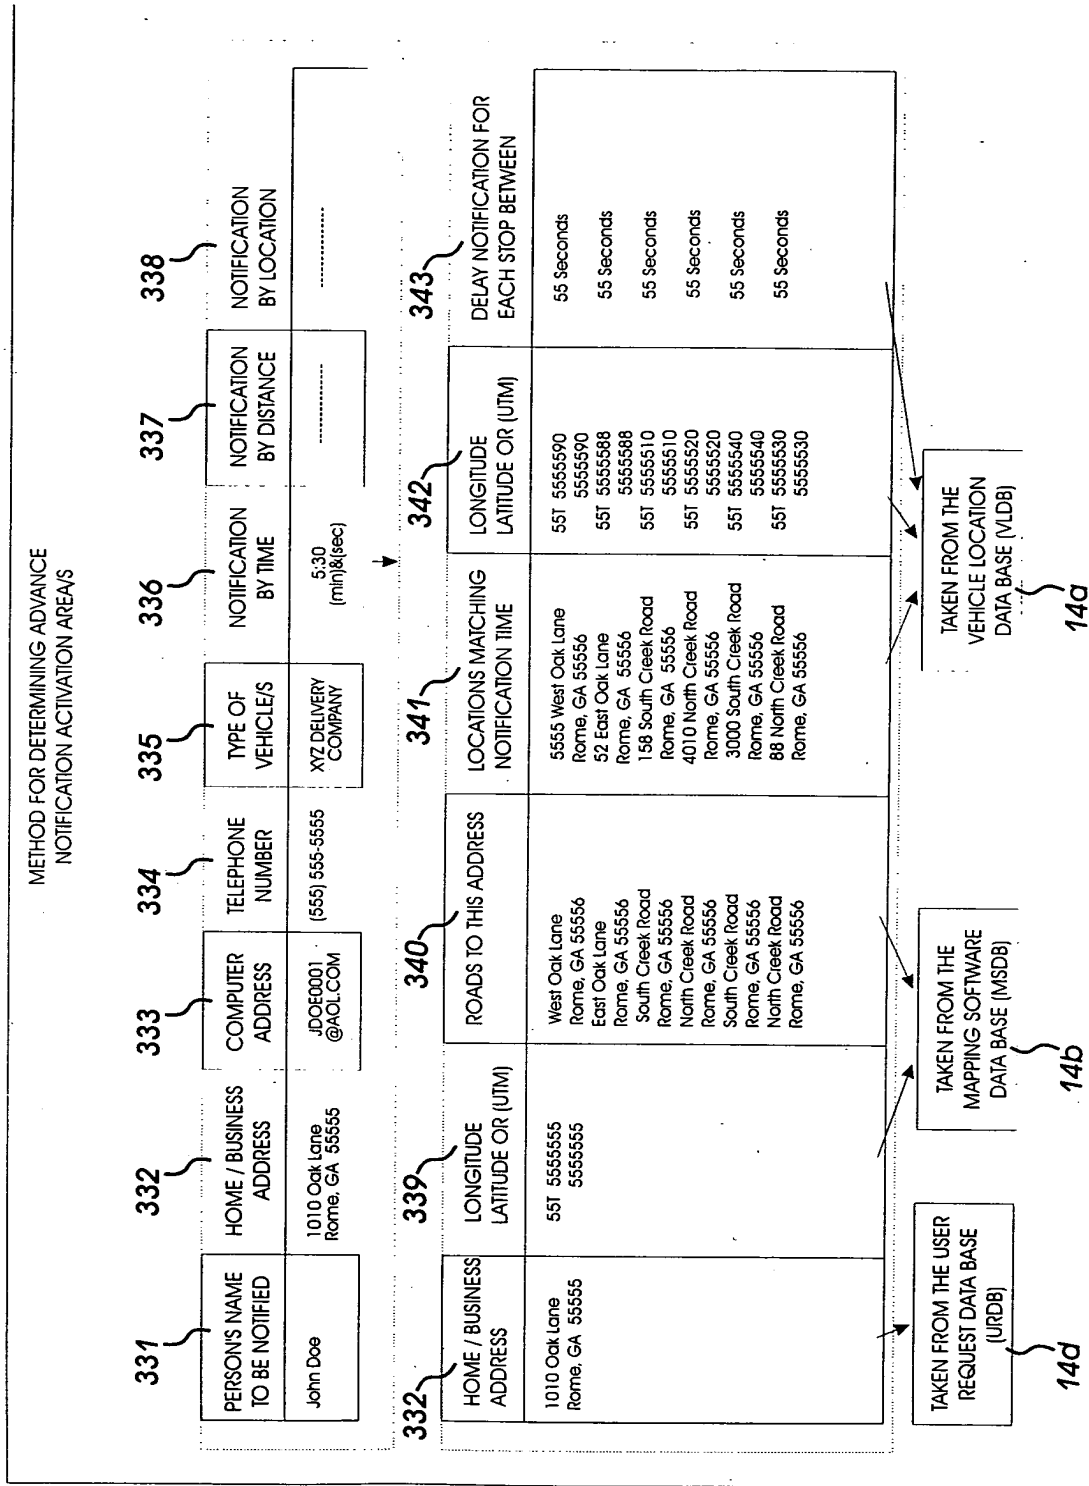 METHOD FOR DETERMINING ADVANCE
NOTIFICATION ACTIVATION AREA/S
331
332
333
334
335
336
337
338
PERSON'S NAME
TO BE NOTIFIED
HOME / BUSINESS
ADDRESS
COMPUTER
ADDRESS
TELEPHONE
NUMBER
TYPE OF
VEHICLE/S
NOTIFICATION
BY TIME
NOTIFICATION
BY DISTANCE
NOTIFICATION
BY LOCATION
John Doe
1010 Oak Lane
Rome, GA 55555
JDOE0001
@AOL.COM
(555) 555-5555
XYZ DELIVERY
COMPANY
5:30
(min)&(sec)
---------------
---------------
332
339
340
341
342
343
HOME / BUSINESS
ADDRESS
LONGITUDE
LATITUDE OR (UTM)
ROADS TO THIS ADDRESS
LOCATIONS MATCHING
NOTIFICATION TIME
LONGITUDE
LATITUDE OR (UTM)
DELAY NOTIFICATION FOR
EACH STOP BETWEEN
1010 Oak Lane
Rome, GA 55555
55T 5555555
5555555
West Oak Lane
Rome, GA 55556
East Oak Lane
Rome, GA 55556
South Creek Road
Rome, GA 55556
North Creek Road
Rome, GA 55556
South Creek Road
Rome, GA 55556
North Creek Road
Rome, GA 55556
5555 West Oak Lane
Rome, GA 55556
52 East Oak Lane
Rome, GA 55556
158 South Creek Road
Rome, GA 55556
4010 North Creek Road
Rome, GA 55556
3000 South Creek Road
Rome, GA 55556
88 North Creek Road
Rome, GA 55556
55T 5555590
5555590
55T 5555588
5555588
55T 5555510
5555510
55T 5555520
5555520
55T 5555540
5555540
55T 5555530
5555530
55 Seconds
55 Seconds
55 Seconds
55 Seconds
55 Seconds
55 Seconds
TAKEN FROM THE USER
REQUEST DATA BASE
(URDB)
14d
TAKEN FROM THE
MAPPING SOFTWARE
DATA BASE (MSDB)
14b
TAKEN FROM THE
VEHICLE LOCATION
DATA BASE (VLDB)
14a